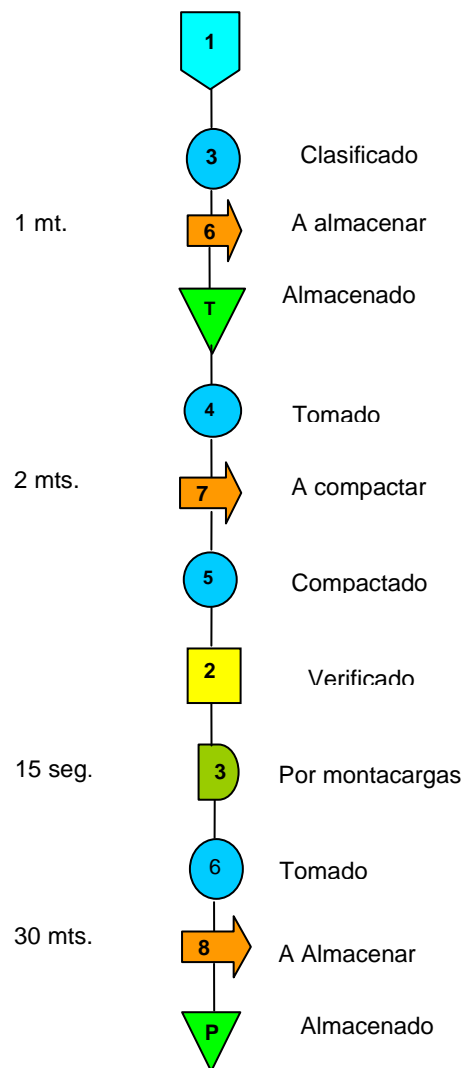 1
3 Clasificado
1 mt. 6 A almacenar
T Almacenado
4 Tomado
2 mts. 7 A compactar
5 Compactado
2 Verificado
15 seg. 3 Por montacargas
6 Tomado
30 mts. 8 A Almacenar
P Almacenado